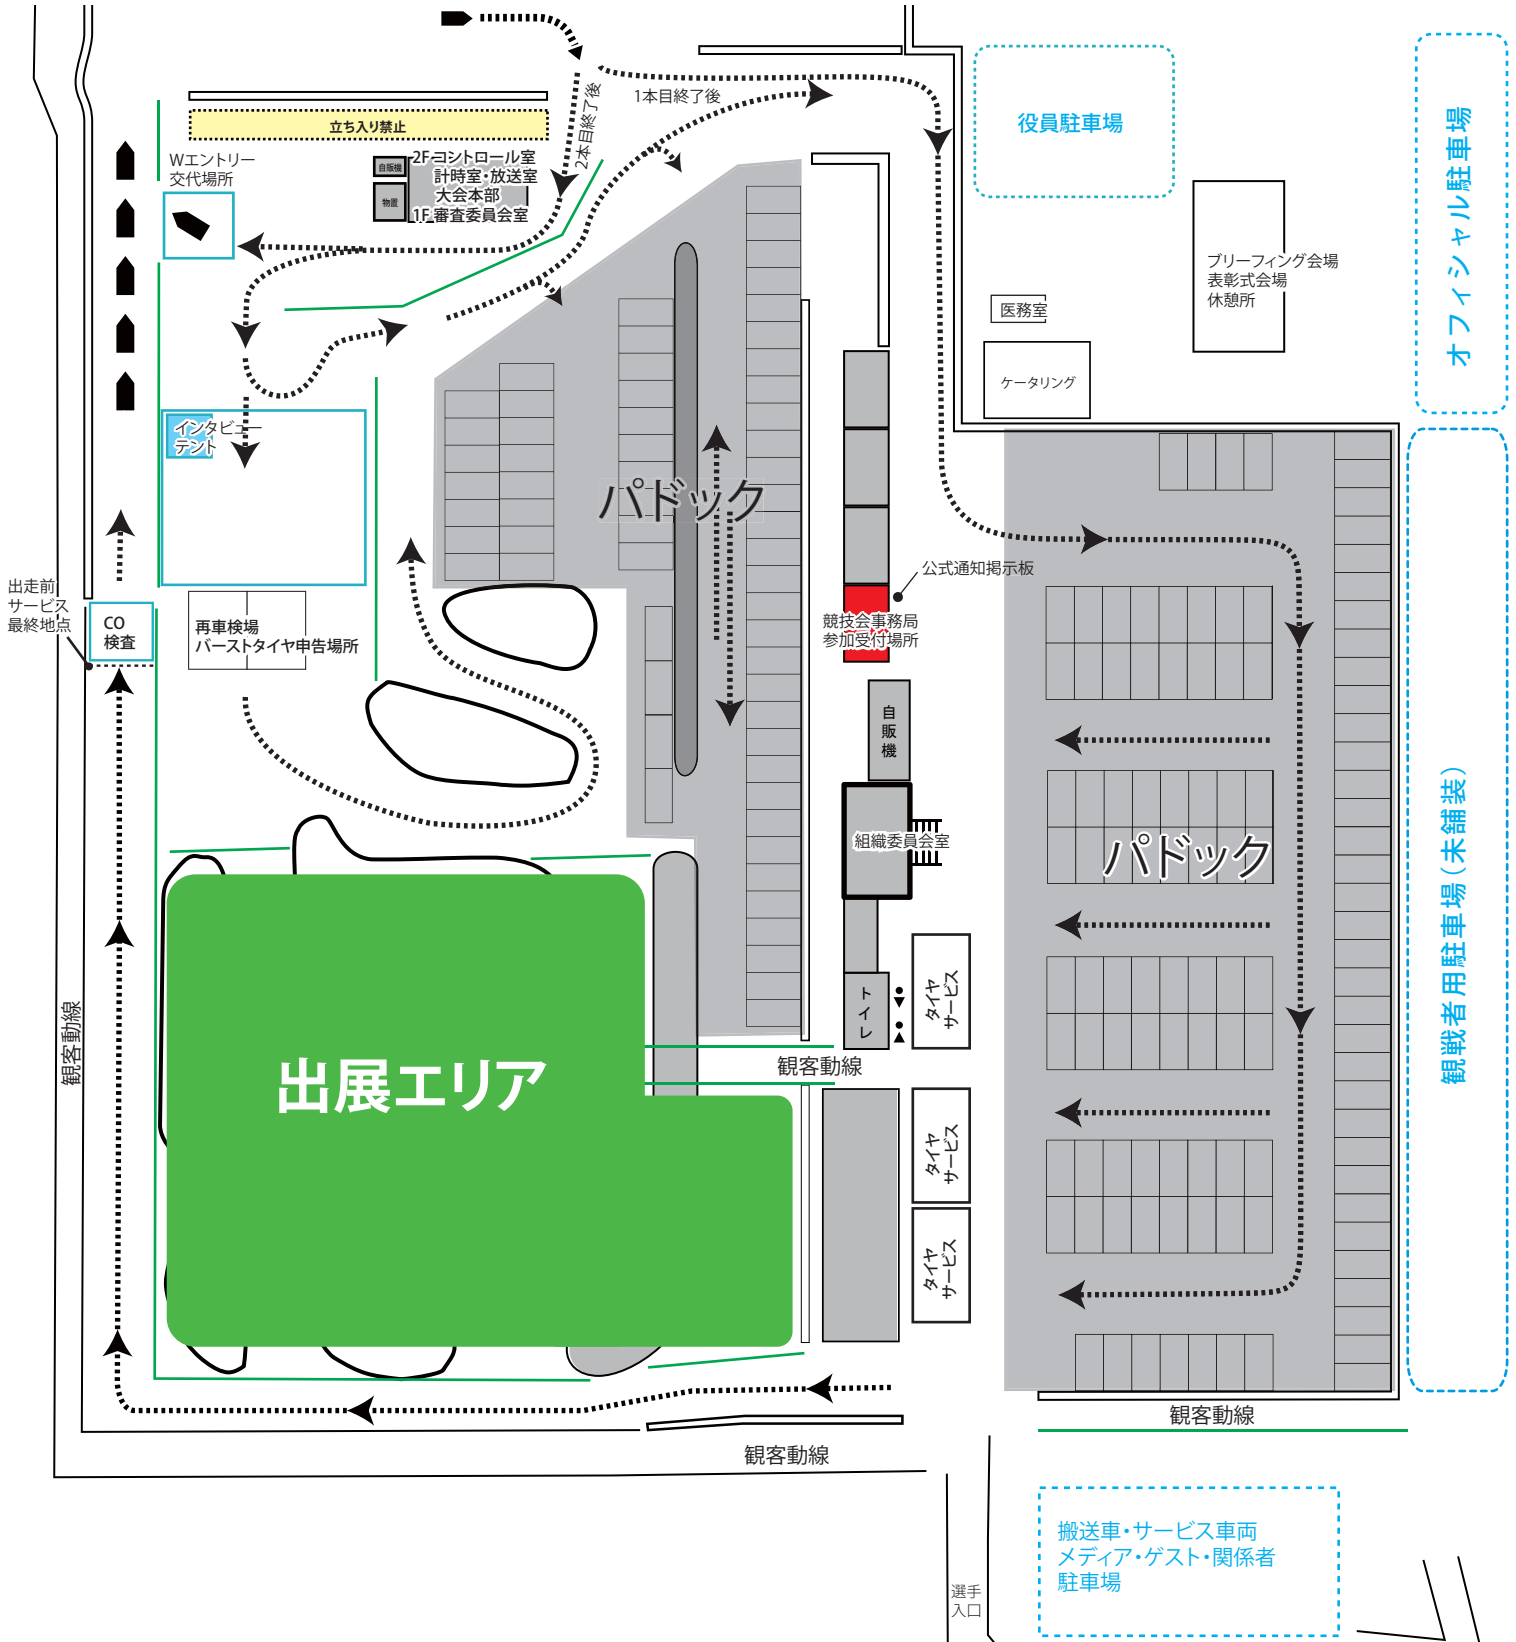 1本目終了後
2本目終了後
立ち入り禁止
Wエントリー
交代場所
自販機
物置
2F コントロール室
計時室・放送室
大会本部
1F 審査委員会室
役員駐車場
オフィシャル駐車場
ブリーフィング会場
表彰式会場
休憩所
医務室
ケータリング
インタビュー
テント
パドック
公式通知掲示板
競技会事務局
参加受付場所
出走前
サービス
最終地点
CO
検査
再車検場
バーストタイヤ申告場所
自販機
組織委員会室
パドック
観戦者用駐車場(未舗装)
トイレ
タイヤ
サービス
観客動線
観客動線
出展エリア
タイヤ
サービス
タイヤ
サービス
観客動線
観客動線
搬送車・サービス車両
メディア・ゲスト・関係者
駐車場
選手
入口